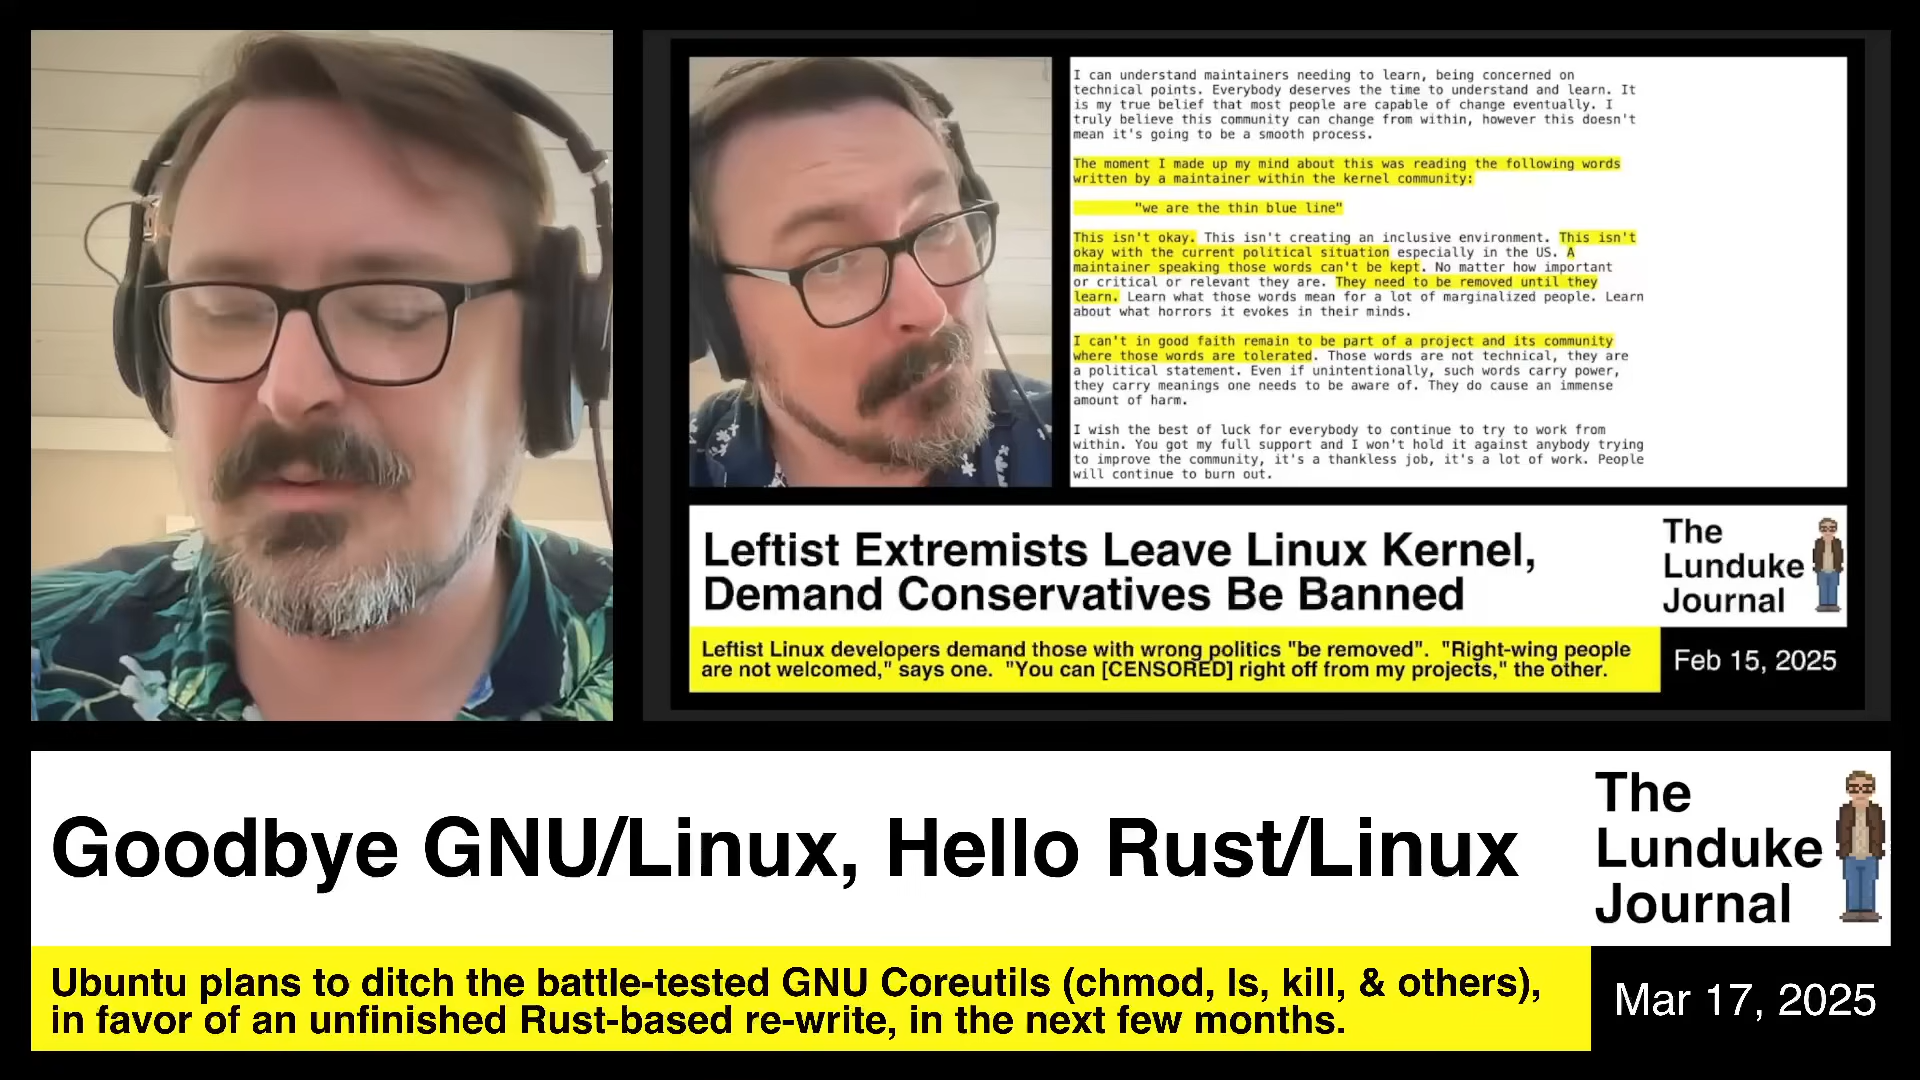 I can understand maintainers needing to learn, being concerned on
technical points. Everybody deserves the time to understand and learn. It
is my true belief that most people are capable of change eventually. I
truly believe this community can change from within, however this doesn't
mean it's going to be a smooth process.
The moment I made up my mind about this was reading the following words
written by a maintainer within the kernel community:
"we are the thin blue line"
This isn't okay. This isn't creating an inclusive environment. This isn't
okay with the current political situation especially in the US. A
maintainer speaking those words can't be kept. No matter how important
or critical or relevant they are. They need to be removed until they
learn. Learn what those words mean for a lot of marginalized people. Learn
about what horrors it evokes in their minds.
I can't in good faith remain to be part of a project and its community
where those words are tolerated. Those words are not technical, they are
a political statement. Even if unintentionally, such words carry power,
they carry meanings one needs to be aware of. They do cause an immense
amount of harm.
I wish the best of luck for everybody to continue to try to work from
within. You got my full support and I won't hold it against anybody trying
to improve the community, it's a thankless job, it's a lot of work. People
will continue to burn out.
Leftist Extremists Leave Linux Kernel,
Demand Conservatives Be Banned
The
Lunduke
Journal
Leftist Linux developers demand those with wrong politics "be removed". "Right-wing people
are not welcomed," says one. "You can [CENSORED] right off from my projects," the other.
Feb 15, 2025
Goodbye GNU/Linux, Hello Rust/Linux
The
Lunduke
Journal
Ubuntu plans to ditch the battle-tested GNU Coreutils (chmod, ls, kill, & others),
in favor of an unfinished Rust-based re-write, in the next few months.
Mar 17, 2025